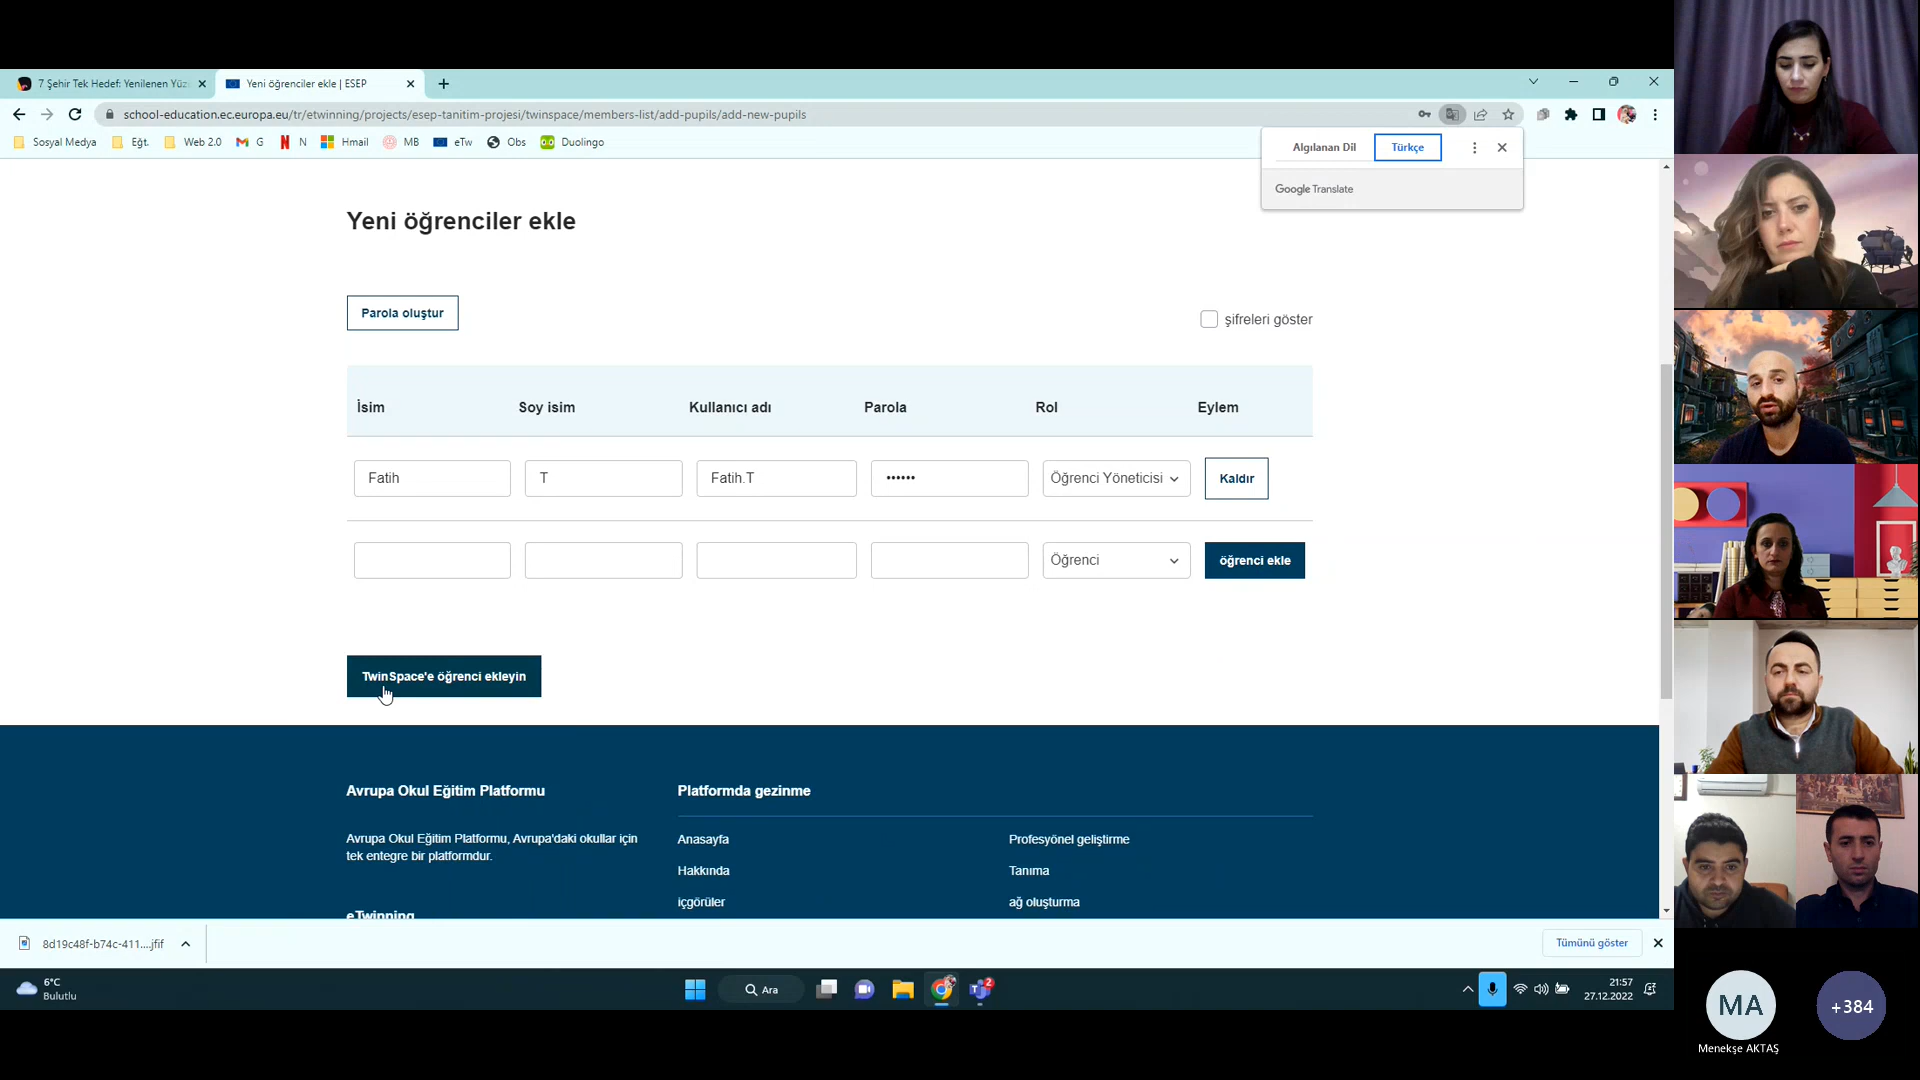 7 Şehir Tek Hedef: Yenilenen Yüz
Yeni öğrenciler ekle | ESEP
school-education.ec.europa.eu/tr/etwinning/projects/esep-tanitim-projesi/twinspace/members-list/add-pupils/add-new-pupils
Sosyal Medya
Eğt.
Web 2.0
G
N
Hmail
MB
eTw
Obs
Duolingo
Algılanan Dil
Türkçe
Google Translate
Yeni öğrenciler ekle
Parola oluştur
şifreleri göster
İsim
Soy isim
Kullanıcı adı
Parola
Rol
Eylem
Fatih
T
Fatih.T
••••••
Öğrenci Yöneticisi
Kaldır
Öğrenci
öğrenci ekle
TwinSpace'e öğrenci ekleyin
Avrupa Okul Eğitim Platformu
Platformda gezinme
Avrupa Okul Eğitim Platformu, Avrupa'daki okullar için
tek entegre bir platformdur.
Anasayfa
Profesyönel geliştirme
Hakkında
Tanıma
içgörüler
ağ oluşturma
eTwinning
8d19c48f-b74c-411....jfif
Tümünü göster
6°C
Bulutlu
Ara
2
21:57
27.12.2022
MA
Menekşe AKTAŞ
+384